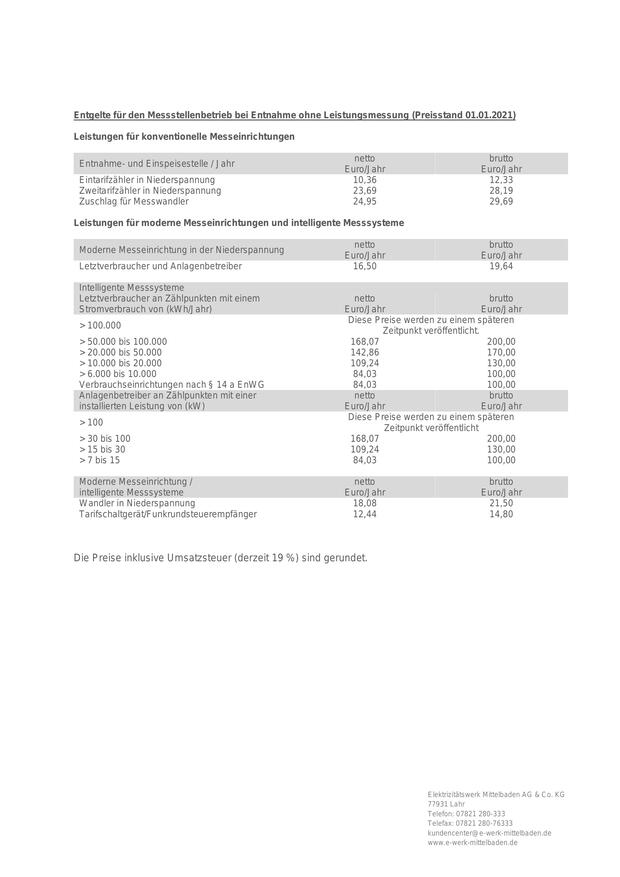 Entgelte für den Messstellenbetrieb bei Entnahme ohne Leistungsmessung (Preisstand 01.01.2021)
Leistungen für konventionelle Messeinrichtungen
Entnahme- und Einspeisestelle / Jahr netto Euro/Jahr brutto Euro/Jahr
Eintarifzähler in Niederspannung 10,36 12,33
Zweitarifzähler in Niederspannung 23,69 28,19
Zuschlag für Messwandler 24,95 29,69
Leistungen für moderne Messeinrichtungen und intelligente Messsysteme
Moderne Messeinrichtung in der Niederspannung netto Euro/Jahr brutto Euro/Jahr
Letztverbraucher und Anlagenbetreiber 16,50 19,64
Intelligente Messsysteme
Letztverbraucher an Zählpunkten mit einem netto brutto
Stromverbrauch von (kWh/Jahr) Euro/Jahr Euro/Jahr
> 100.000 Diese Preise werden zu einem späteren
Zeitpunkt veröffentlicht.
> 50.000 bis 100.000 168,07 200,00
> 20.000 bis 50.000 142,86 170,00
> 10.000 bis 20.000 109,24 130,00
> 6.000 bis 10.000 84,03 100,00
Verbrauchseinrichtungen nach § 14 a EnWG 84,03 100,00
Anlagenbetreiber an Zählpunkten mit einer netto brutto
installierten Leistung von (kW) Euro/Jahr Euro/Jahr
> 100 Diese Preise werden zu einem späteren
Zeitpunkt veröffentlicht
> 30 bis 100 168,07 200,00
> 15 bis 30 109,24 130,00
> 7 bis 15 84,03 100,00
Moderne Messeinrichtung / netto brutto
intelligente Messsysteme Euro/Jahr Euro/Jahr
Wandler in Niederspannung 18,08 21,50
Tarifschaltgerät/Funkrundsteuerempfänger 12,44 14,80
Die Preise inklusive Umsatzsteuer (derzeit 19 %) sind gerundet.
Elektrizitätswerk Mittelbaden AG & Co. KG
77931 Lahr
Telefon: 07821 280-333
Telefax: 07821 280-76333
kundencenter@e-werk-mittelbaden.de
www.e-werk-mittelbaden.de